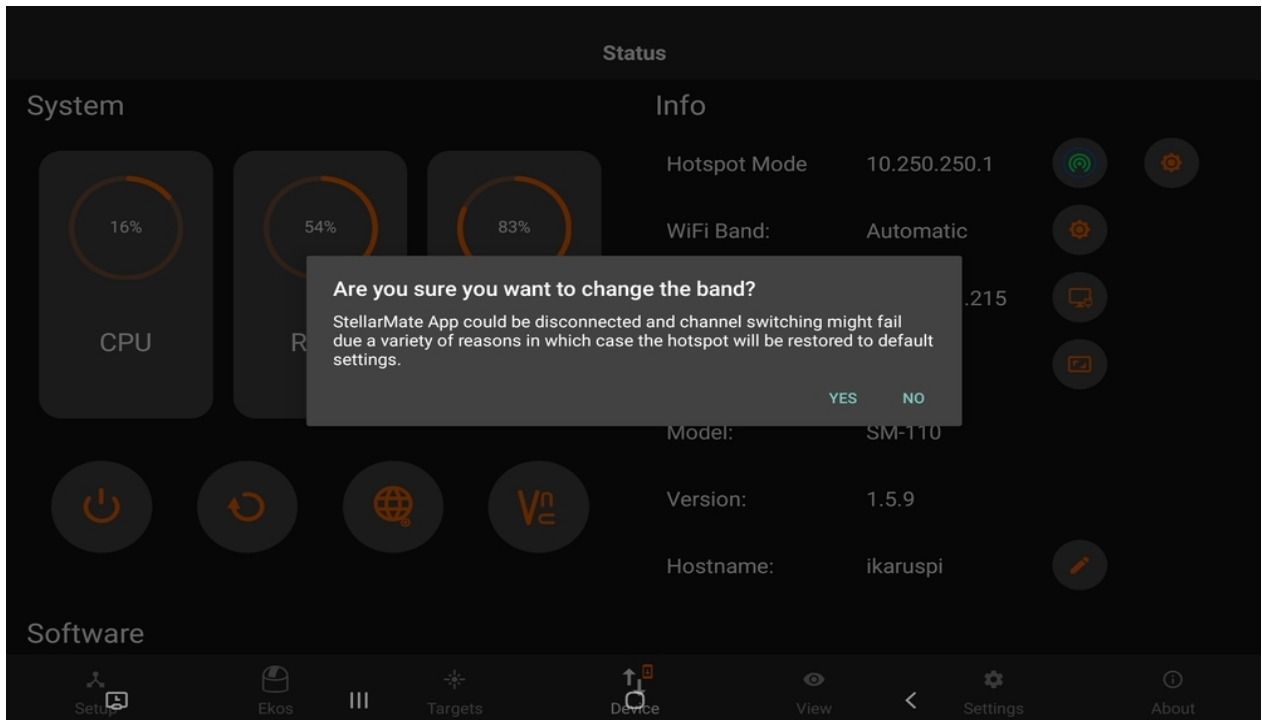 Status
System
Info
16%
54%
83%
CPU
R
Hotspot Mode 10.250.250.1
WiFi Band: Automatic
.215
Are you sure you want to change the band?
StellarMate App could be disconnected and channel switching might fail
due a variety of reasons in which case the hotspot will be restored to default
settings.
YES NO
Model: SM-110
Version: 1.5.9
Hostname: ikaruspi
Vnc
Software
Setup Ekos Targets Device View Settings About